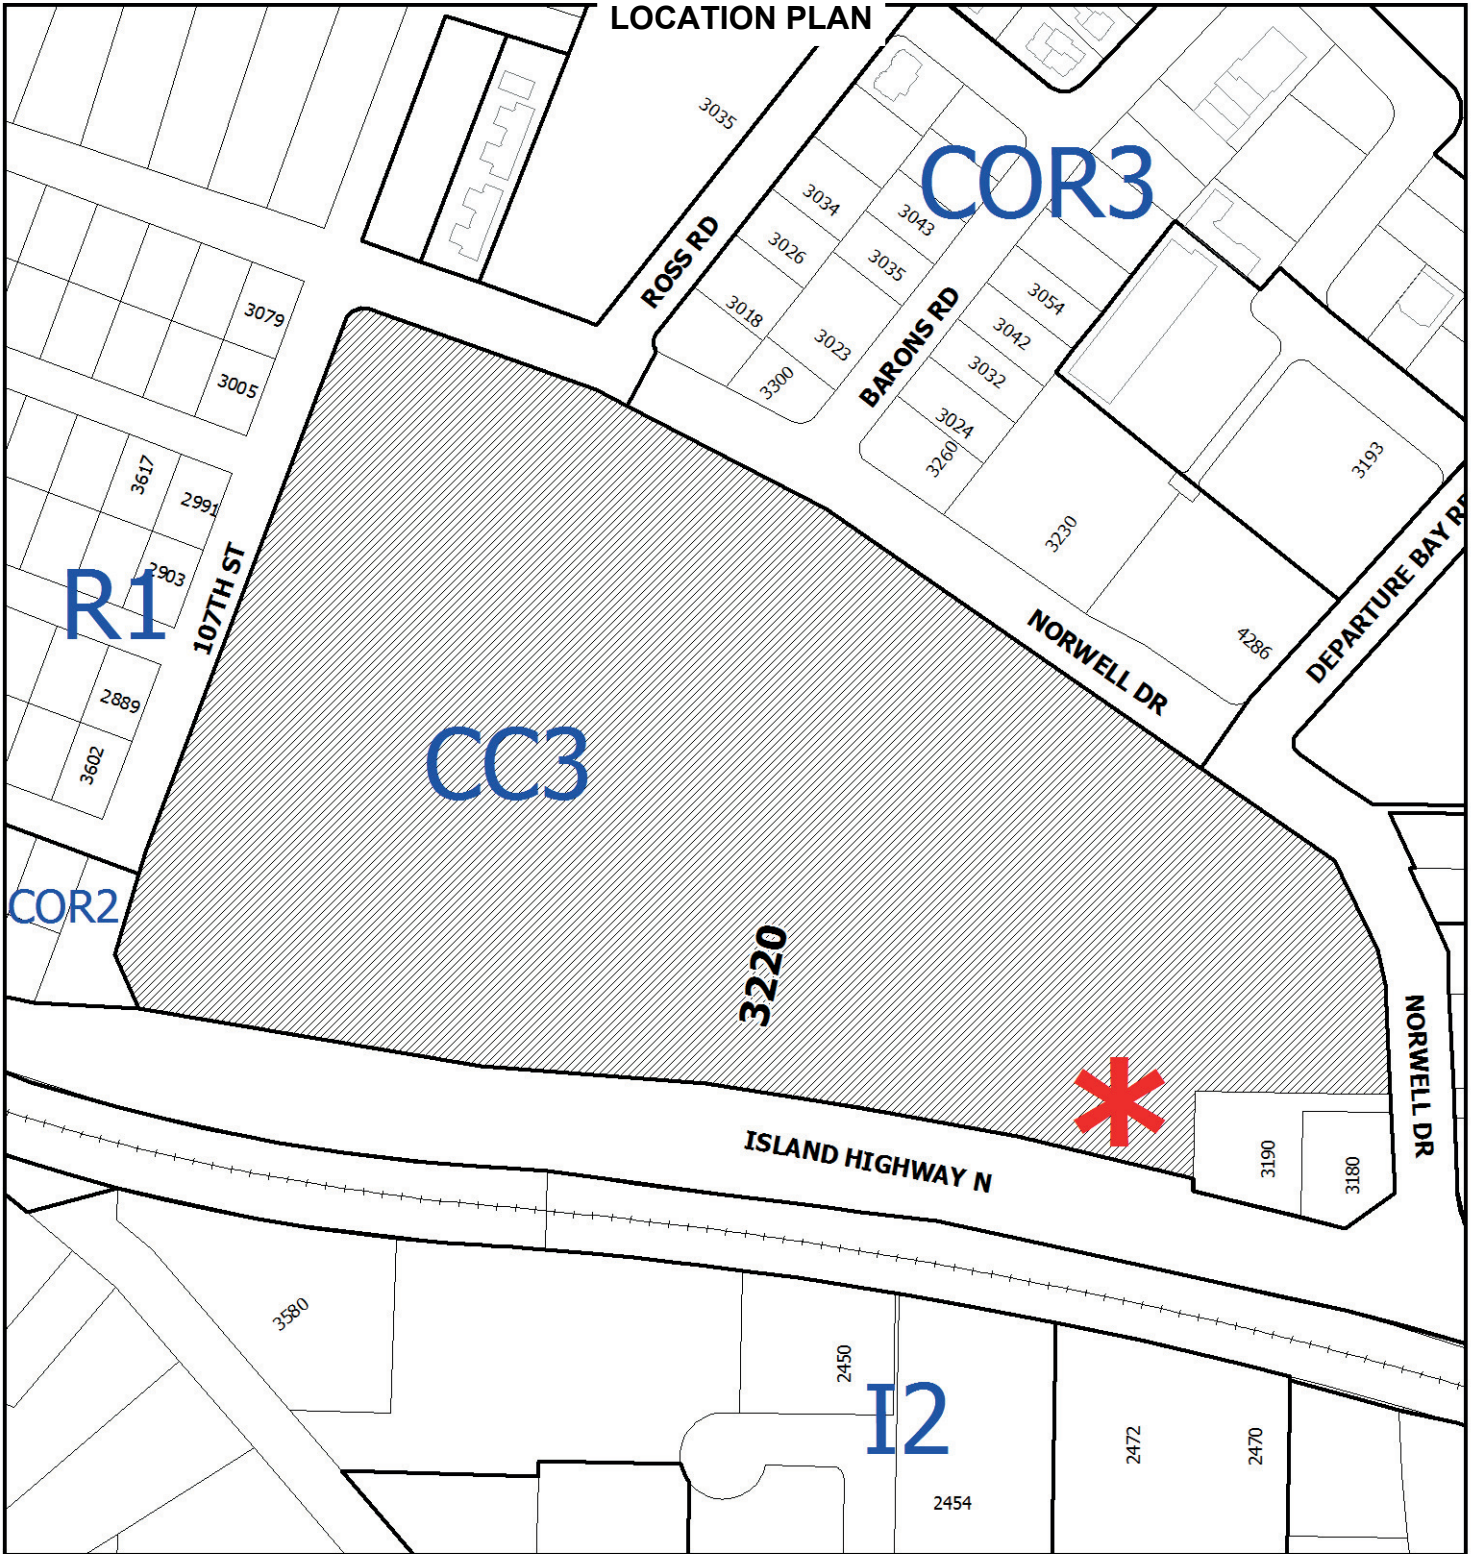 LOCATION PLAN
3035
COR3
3034
3043
ROSS RD
3026
3035
3079
3018
BARONS RD
3054
3042
3023
3005
3300
3032
3024
3260
3193
3617
2991
3230
DEPARTURE BAY RD
2903
R1
107TH ST
NORWELL DR
4286
2889
CC3
3602
COR2
3220
NORWELL DR
*
ISLAND HIGHWAY N
3190
3180
3580
2450
I2
2472
2470
2454